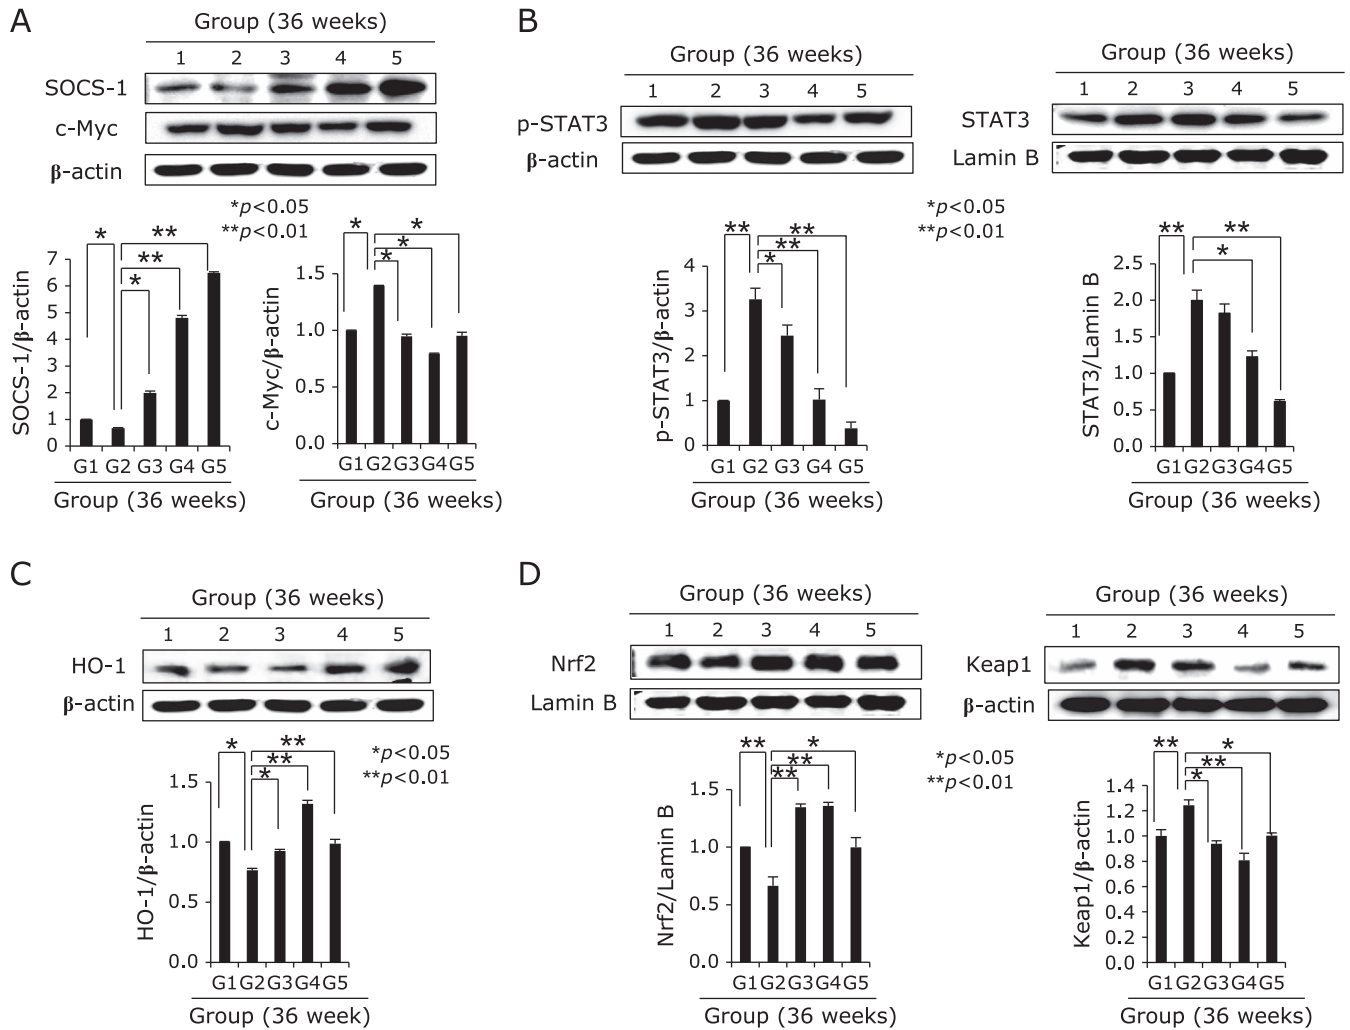 A
Group (36 weeks)
1 2 3 4 5
SOCS-1
c-Myc
β-actin
*p<0.05
**p<0.01
* ** ** *
SOCS-1/β-actin
7
6
5
4
3
2
1
0
G1 G2 G3 G4 G5
Group (36 weeks)
* * * *
c-Myc/β-actin
1.5
1.0
0.5
0.0
G1 G2 G3 G4 G5
Group (36 weeks)
B
Group (36 weeks)
1 2 3 4 5
p-STAT3
β-actin
** ** ** *
p-STAT3/β-actin
4
3
2
1
0
G1 G2 G3 G4 G5
Group (36 weeks)
Group (36 weeks)
1 2 3 4 5
STAT3
Lamin B
*p<0.05
**p<0.01
** ** *
STAT3/Lamin B
2.5
2.0
1.5
1.0
0.5
0.0
G1 G2 G3 G4 G5
Group (36 weeks)
C
Group (36 weeks)
1 2 3 4 5
HO-1
β-actin
*p<0.05
**p<0.01
* ** ** *
HO-1/β-actin
1.5
1.0
0.5
0.0
G1 G2 G3 G4 G5
Group (36 week)
D
Group (36 weeks)
1 2 3 4 5
Nrf2
Lamin B
** * ** **
Nrf2/Lamin B
1.5
1.0
0.5
0.0
G1 G2 G3 G4 G5
Group (36 weeks)
Group (36 weeks)
1 2 3 4 5
Keap1
β-actin
*p<0.05
**p<0.01
** * ** *
Keap1/β-actin
1.4
1.2
1.0
0.8
0.6
0.4
0.2
0.0
G1 G2 G3 G4 G5
Group (36 weeks)